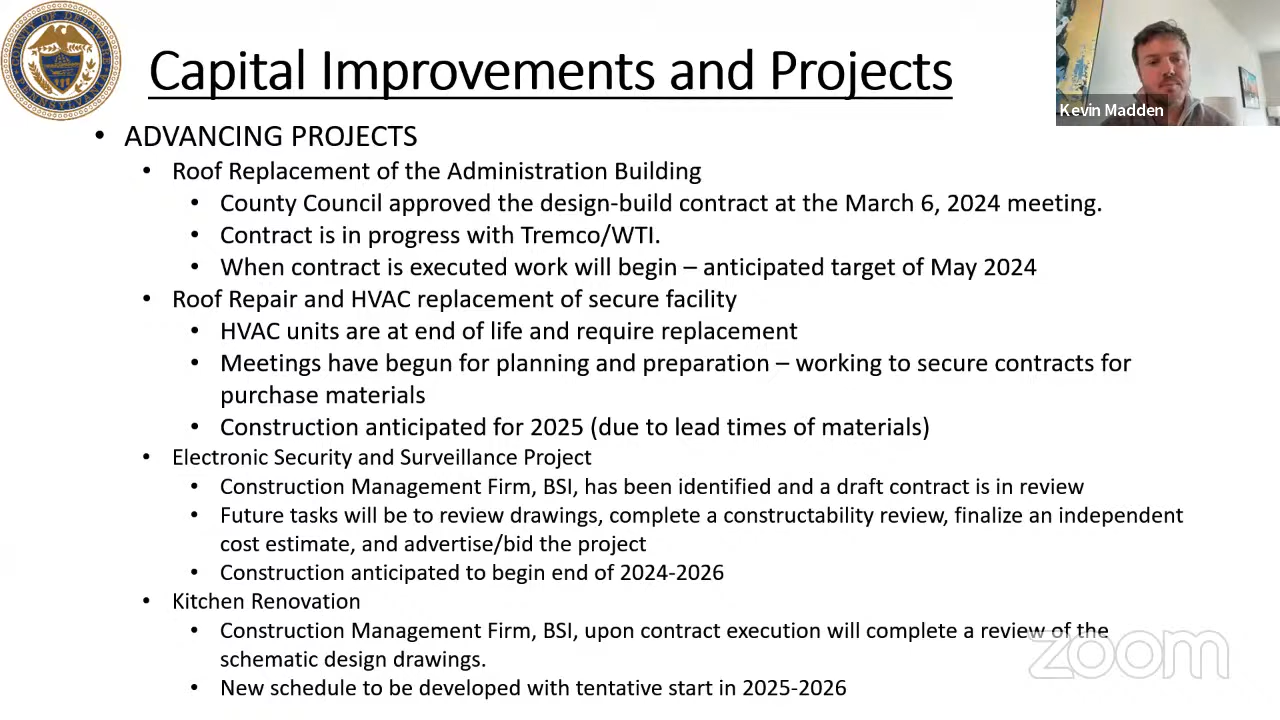 Capital Improvements and Projects
Kevin Madden
• ADVANCING PROJECTS
• Roof Replacement of the Administration Building
• County Council approved the design-build contract at the March 6, 2024 meeting.
• Contract is in progress with Tremco/WTI.
• When contract is executed work will begin – anticipated target of May 2024
• Roof Repair and HVAC replacement of secure facility
• HVAC units are at end of life and require replacement
• Meetings have begun for planning and preparation – working to secure contracts for
purchase materials
• Construction anticipated for 2025 (due to lead times of materials)
• Electronic Security and Surveillance Project
• Construction Management Firm, BSI, has been identified and a draft contract is in review
• Future tasks will be to review drawings, complete a constructability review, finalize an independent
cost estimate, and advertise/bid the project
• Construction anticipated to begin end of 2024-2026
• Kitchen Renovation
• Construction Management Firm, BSI, upon contract execution will complete a review of the
schematic design drawings.
• New schedule to be developed with tentative start in 2025-2026
zoom